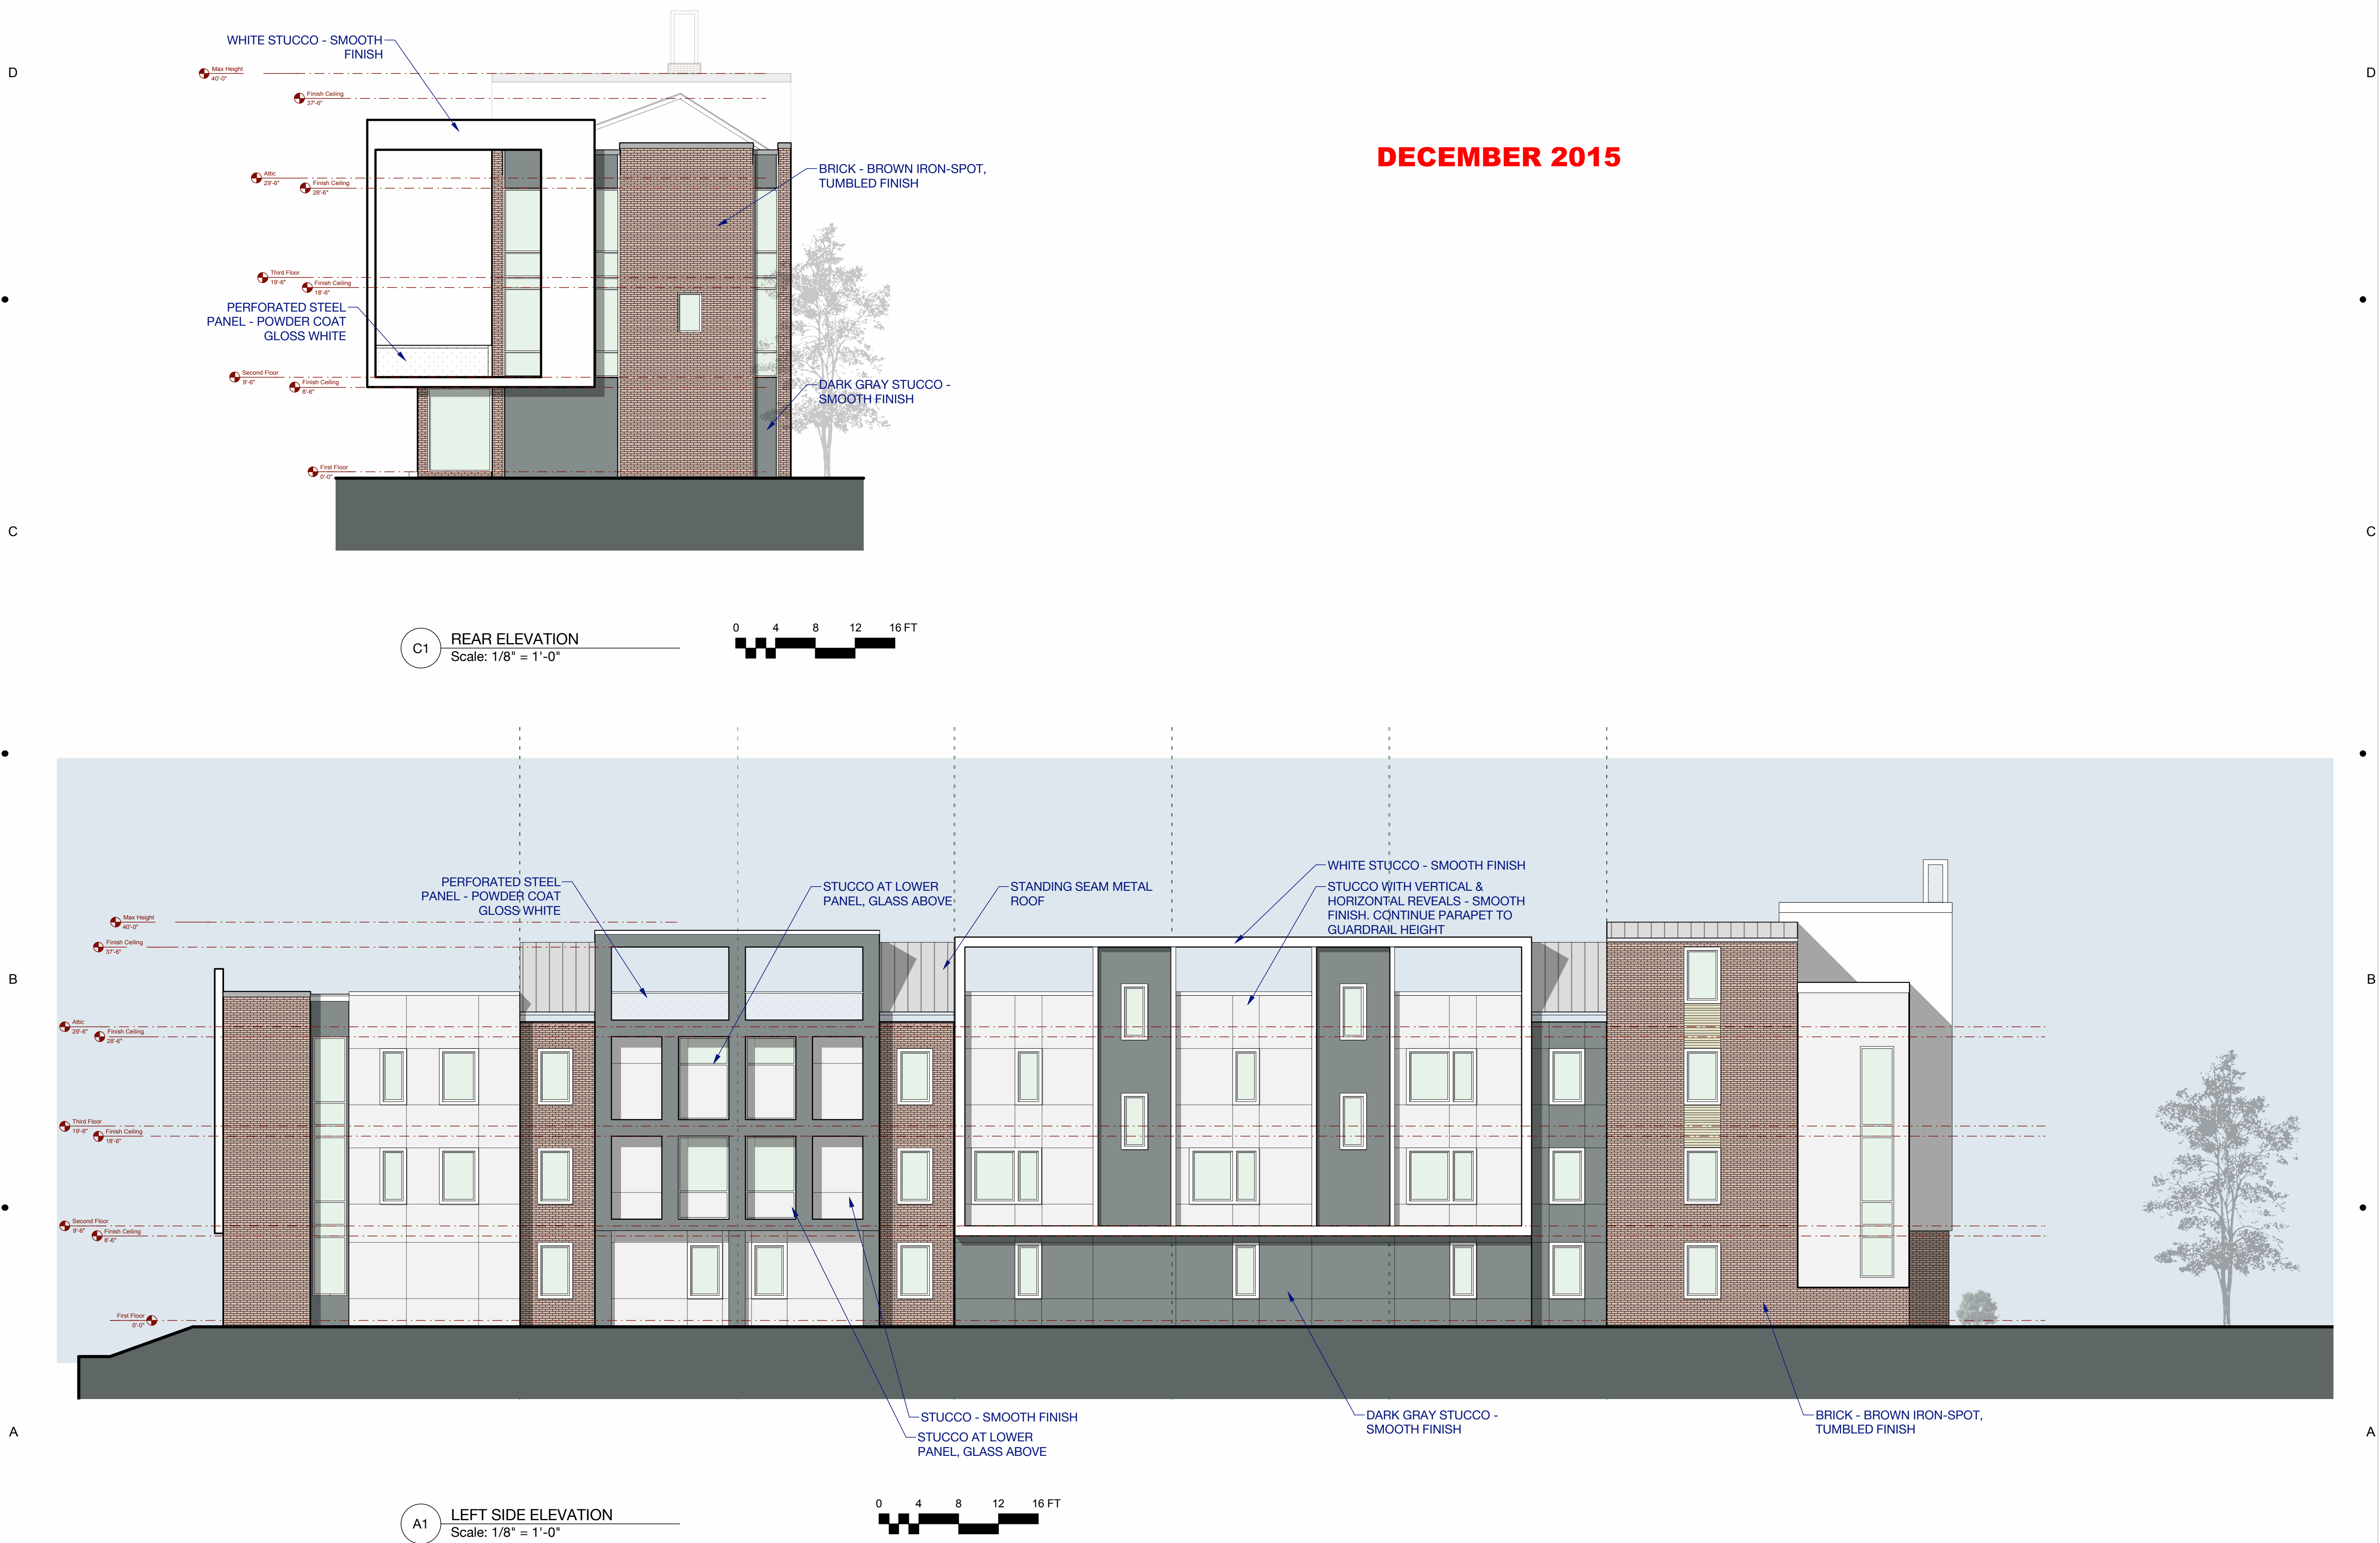 WHITE STUCCO - SMOOTH
FINISH
D
D
Max Height
40'-0"
Finish Ceiling
37'-6"
DECEMBER 2015
BRICK - BROWN IRON-SPOT,
TUMBLED FINISH
Attic
29'-6"
Finish Ceiling
28'-6"
Third Floor
19'-6"
Finish Ceiling
18'-6"
PERFORATED STEEL
PANEL - POWDER COAT
GLOSS WHITE
Second Floor
9'-6"
Finish Ceiling
8'-6"
DARK GRAY STUCCO -
SMOOTH FINISH
First Floor
0'-0"
C
C
C1
REAR ELEVATION
Scale: 1/8" = 1'-0"
0 4 8 12 16 FT
WHITE STUCCO - SMOOTH FINISH
PERFORATED STEEL
PANEL - POWDER COAT
GLOSS WHITE
STUCCO AT LOWER
PANEL, GLASS ABOVE
STANDING SEAM METAL
ROOF
STUCCO WITH VERTICAL &
HORIZONTAL REVEALS - SMOOTH
FINISH. CONTINUE PARAPET TO
GUARDRAIL HEIGHT
Max Height
40'-0"
Finish Ceiling
37'-6"
B
B
Attic
29'-6"
Finish Ceiling
28'-6"
Third Floor
19'-6"
Finish Ceiling
18'-6"
Second Floor
9'-6"
Finish Ceiling
8'-6"
First Floor
0'-0"
A
A
STUCCO - SMOOTH FINISH
STUCCO AT LOWER
PANEL, GLASS ABOVE
DARK GRAY STUCCO -
SMOOTH FINISH
BRICK - BROWN IRON-SPOT,
TUMBLED FINISH
A1
LEFT SIDE ELEVATION
Scale: 1/8" = 1'-0"
0 4 8 12 16 FT